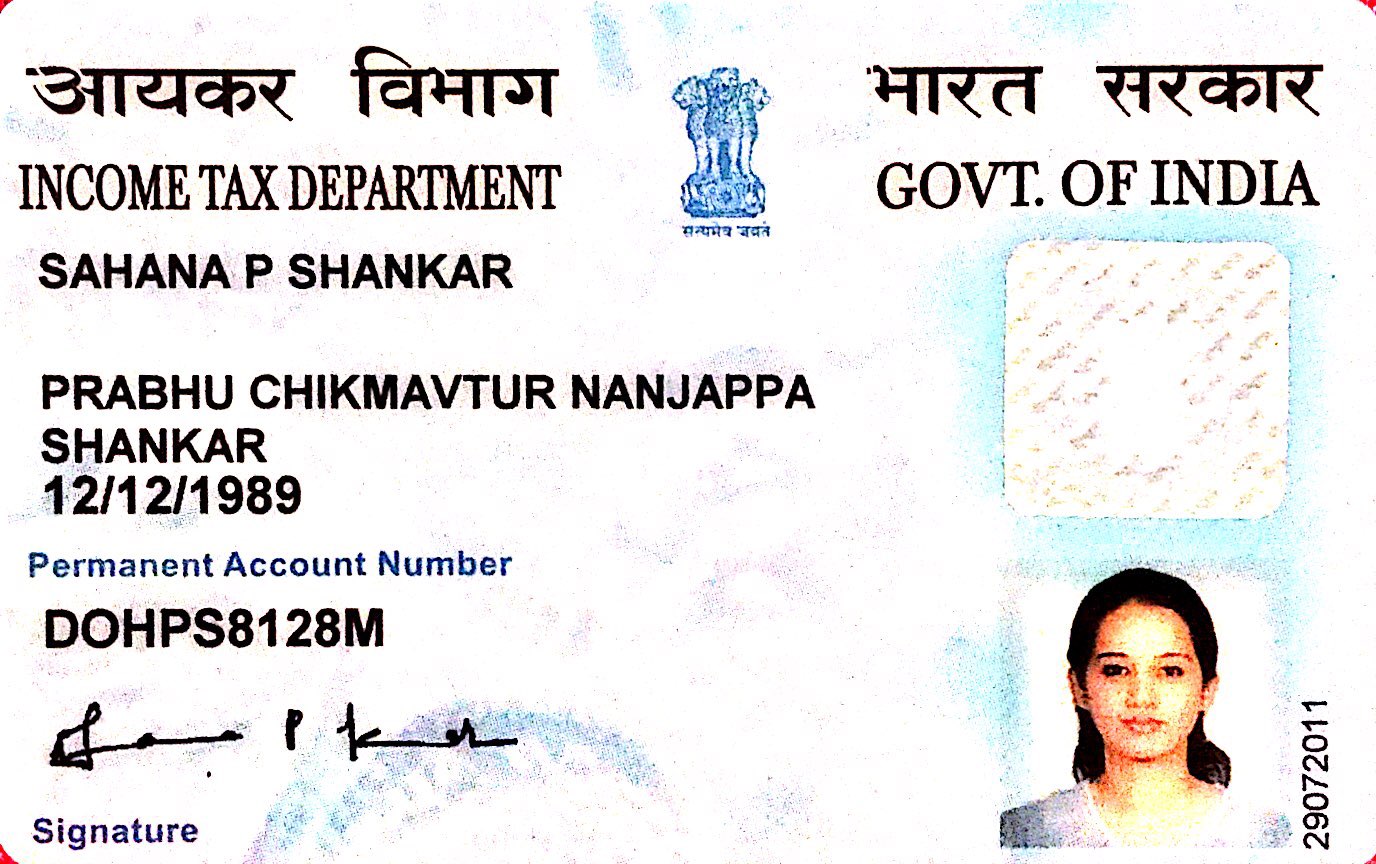 आयकर विभाग
भारत सरकार
INCOME TAX DEPARTMENT
GOVT. OF INDIA
सत्यमेव जयते
SAHANA P SHANKAR
PRABHU CHIKMAVTUR NANJAPPA
SHANKAR
12/12/1989
Permanent Account Number
DOHPS8128M
Signature
29072011